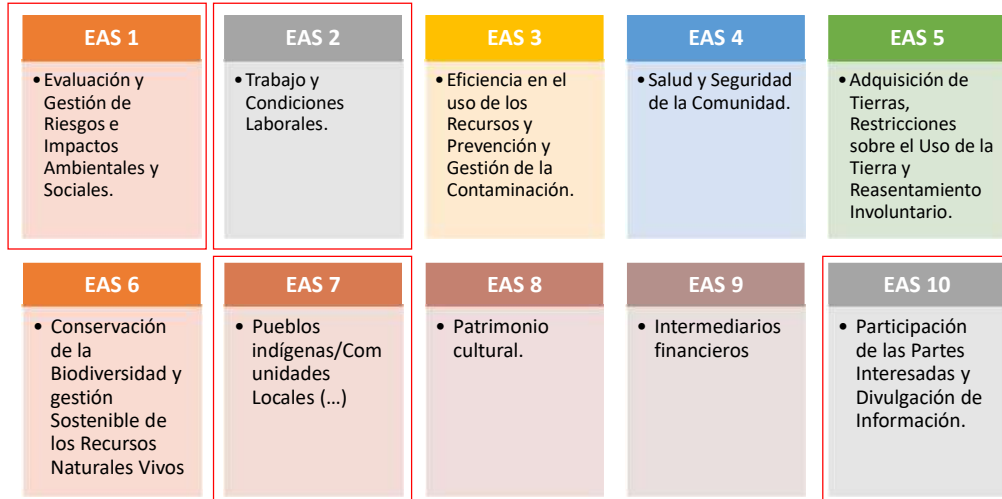 EAS 1
• Evaluación y
Gestión de
Riesgos e
Impactos
Ambientales y
Sociales.
EAS 2
• Trabajo y
Condiciones
Laborales.
EAS 3
• Eficiencia en el
uso de los
Recursos y
Prevención y
Gestión de la
Contaminación.
EAS 4
• Salud y Seguridad
de la Comunidad.
EAS 5
• Adquisición de
Tierras,
Restricciones
sobre el Uso de la
Tierra y
Reasentamiento
Involuntario.
EAS 6
• Conservación
de la
Biodiversidad y
gestión
Sostenible de
los Recursos
Naturales Vivos
EAS 7
• Pueblos
indígenas/Com
unidades
Locales (...)
EAS 8
• Patrimonio
cultural.
EAS 9
• Intermediarios
financieros
EAS 10
• Participación
de las Partes
Interesadas y
Divulgación de
Información.